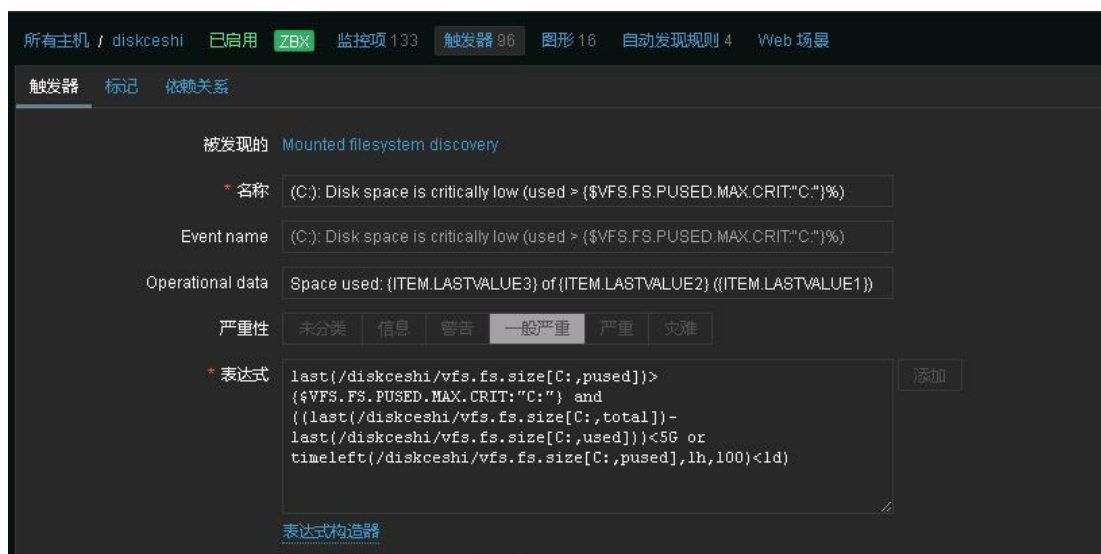 所有主机 / diskceshi 已启用 ZBX 监控项 133 触发器 96 图形 16 自动发现规则 4 Web 场景
触发器 标记 依赖关系
被发现的 Mounted filesystem discovery
* 名称 (C:): Disk space is critically low (used > {$VFS.FS.PUSED.MAX.CRIT:"C:"}%)
Event name (C:): Disk space is critically low (used > {$VFS.FS.PUSED.MAX.CRIT:"C:"}%)
Operational data Space used: {ITEM.LASTVALUE3} of {ITEM.LASTVALUE2} ({ITEM.LASTVALUE1})
严重性 未分类 信息 警告 一般严重 严重 灾难
* 表达式 last(/diskceshi/vfs.fs.size[C:,pused])> 添加
{$VFS.FS.PUSED.MAX.CRIT:"C:"} and
((last(/diskceshi/vfs.fs.size[C:,total])-
last(/diskceshi/vfs.fs.size[C:,used]))<5G or
timeleft(/diskceshi/vfs.fs.size[C:,pused],1h,100)<1d)
表达式构造器